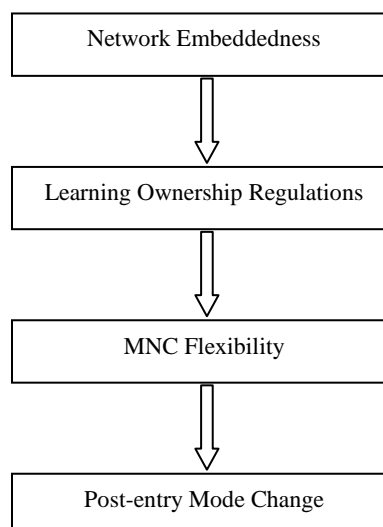 Network Embeddedness
Learning Ownership Regulations
MNC Flexibility
Post-entry Mode Change